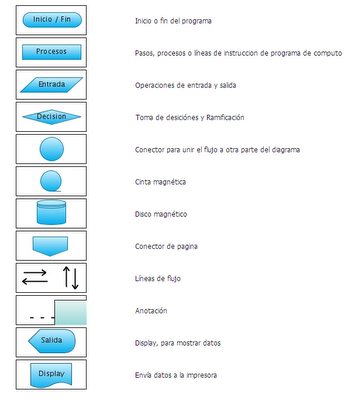 Inicio / Fin Inicio o fin del programa
Procesos Pasos, procesos o líneas de instruccion de programa de computo
Entrada Operaciones de entrada y salida
Decision Toma de desiciónes y Ramificación
Conector para unir el flujo a otra parte del diagrama
Cinta magnética
Disco magnético
Conector de pagina
Líneas de flujo
Anotación
Salida Display, para mostrar datos
Display Envía datos a la impresora